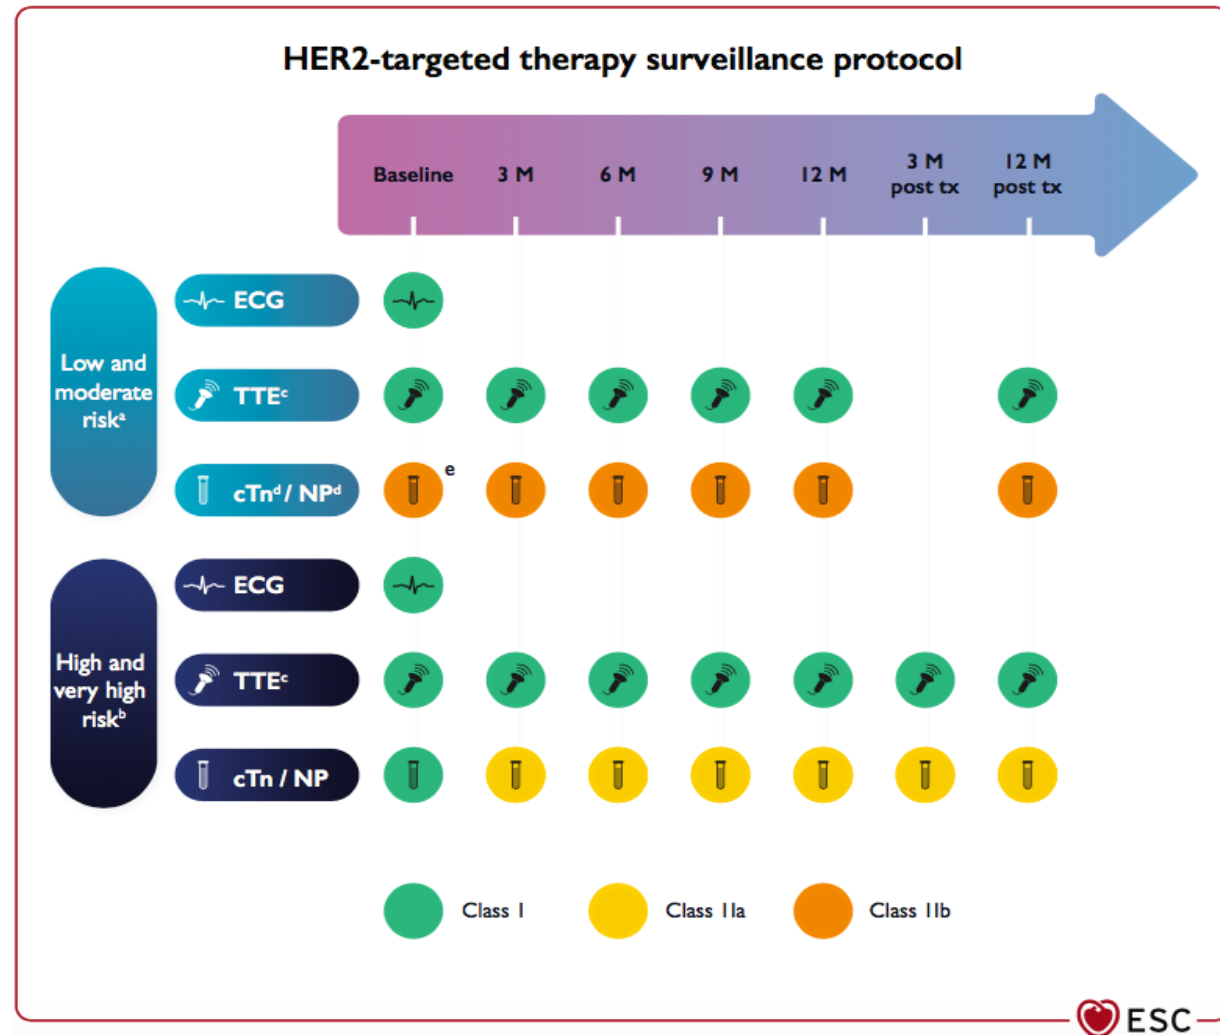 HER2-targeted therapy surveillance protocol
Baseline
3 M
6 M
9 M
12 M
3 M
post tx
12 M
post tx
Low and
moderate
riskᵃ
ECG
TTEᶜ
cTnᵈ / NPᵈ
e
High and
very high
riskᵇ
ECG
TTEᶜ
cTn / NP
Class I
Class IIa
Class IIb
ESC